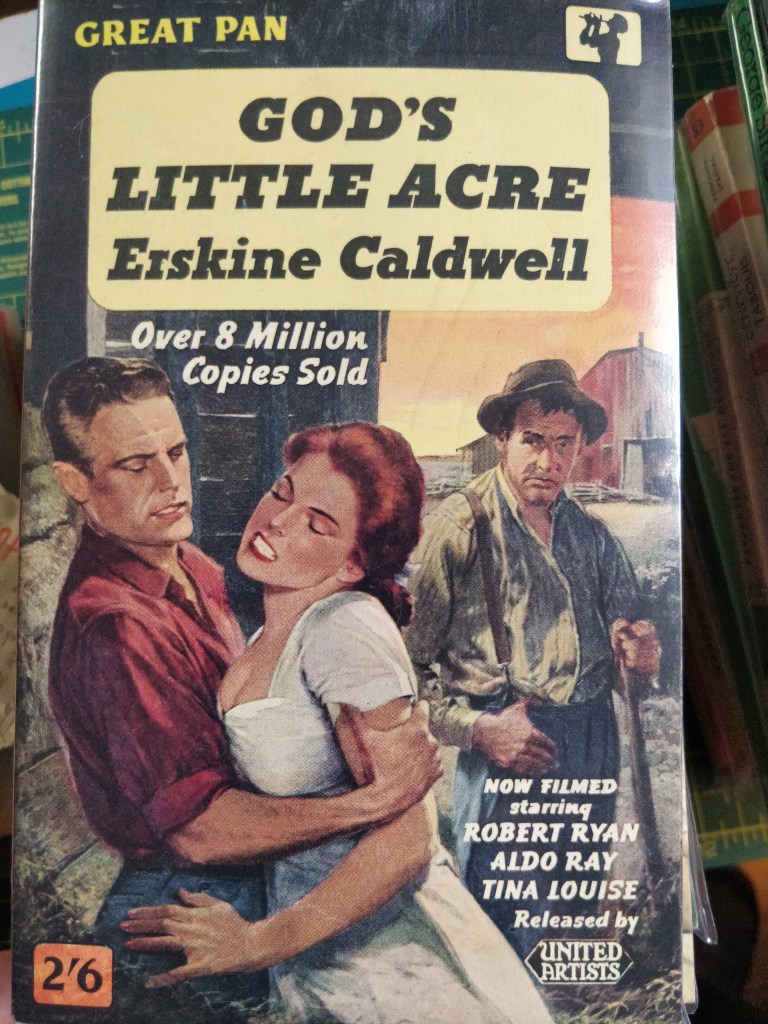 GREAT PAN
GOD'S
LITTLE ACRE
Erskine Caldwell
Over 8 Million
Copies Sold
NOW FILMED
starring
ROBERT RYAN
ALDO RAY
TINA LOUISE
Released by
UNITED
ARTISTS
2'6